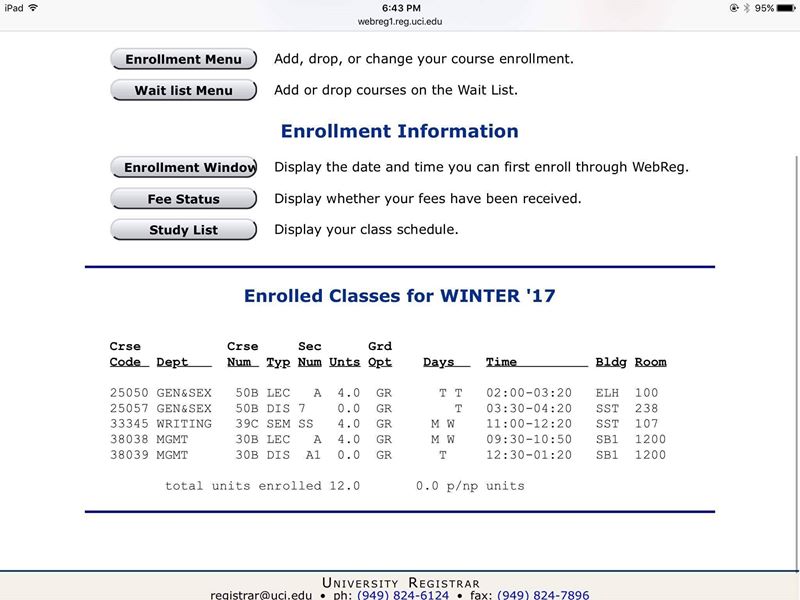 iPad 6:43 PM 95%
webreg1.reg.uci.edu
Enrollment Menu Add, drop, or change your course enrollment.
Wait list Menu Add or drop courses on the Wait List.
Enrollment Information
Enrollment Window Display the date and time you can first enroll through WebReg.
Fee Status Display whether your fees have been received.
Study List Display your class schedule.
Enrolled Classes for WINTER '17
Crse Crse Sec Grd
Code Dept Num Typ Num Unts Opt Days Time Bldg Room
25050 GEN&SEX 50B LEC A 4.0 GR T T 02:00-03:20 ELH 100
25057 GEN&SEX 50B DIS 7 0.0 GR T 03:30-04:20 SST 238
33345 WRITING 39C SEM SS 4.0 GR M W 11:00-12:20 SST 107
38038 MGMT 30B LEC A 4.0 GR M W 09:30-10:50 SB1 1200
38039 MGMT 30B DIS A1 0.0 GR T 12:30-01:20 SB1 1200
total units enrolled 12.0 0.0 p/np units
UNIVERSITY REGISTRAR
registrar@uci.edu • ph: (949) 824-6124 • fax: (949) 824-7896